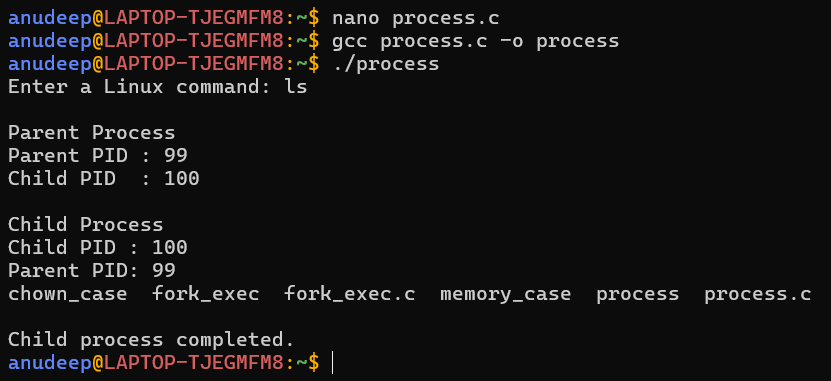 anudeep@LAPTOP-TJEGMFM8:~$ nano process.c
anudeep@LAPTOP-TJEGMFM8:~$ gcc process.c -o process
anudeep@LAPTOP-TJEGMFM8:~$ ./process
Enter a Linux command: ls
Parent Process
Parent PID : 99
Child PID  : 100
Child Process
Child PID : 100
Parent PID: 99
chown_case  fork_exec  fork_exec.c  memory_case  process  process.c
Child process completed.
anudeep@LAPTOP-TJEGMFM8:~$